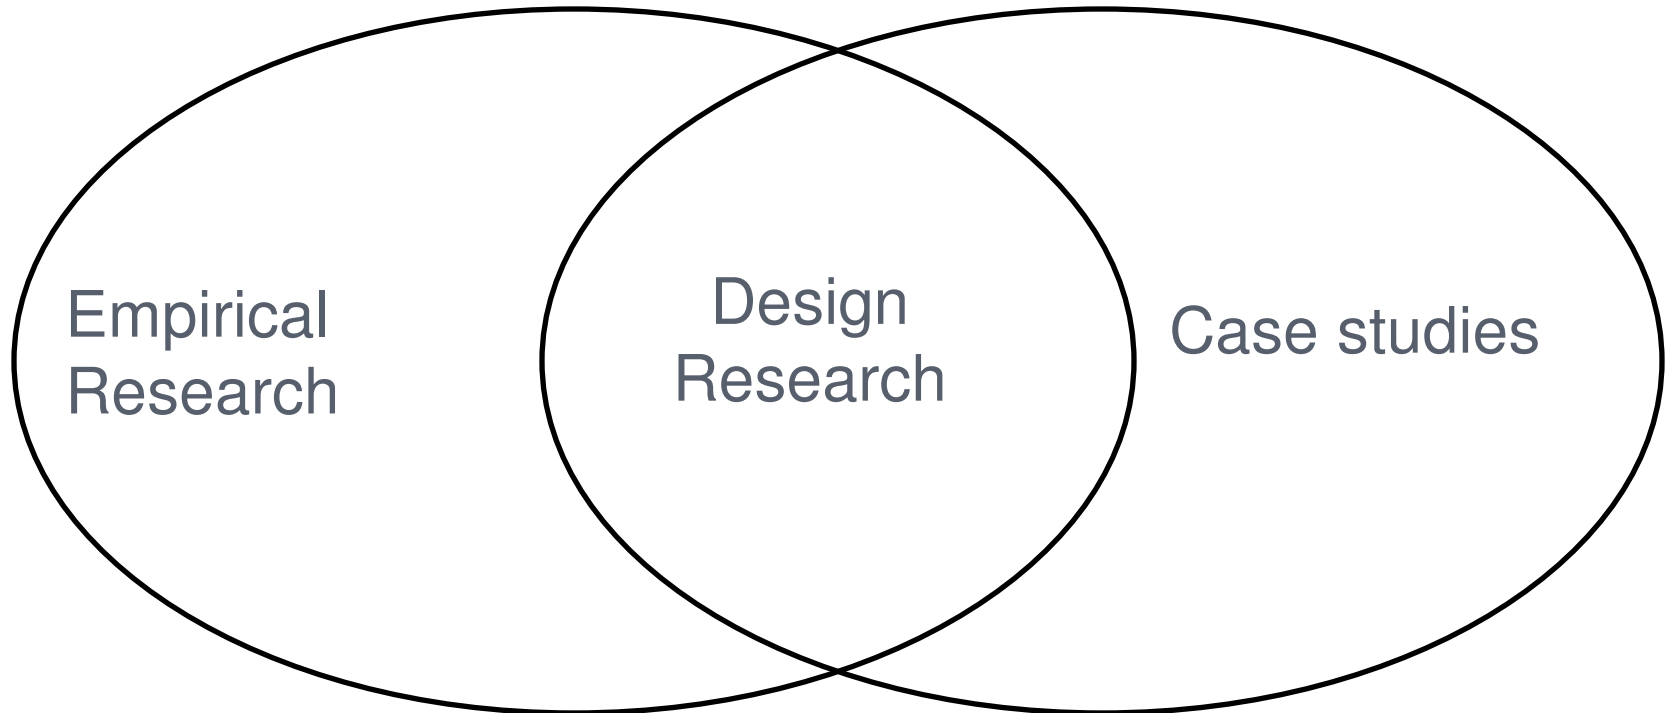 Empirical
Research
Design
Research
Case studies